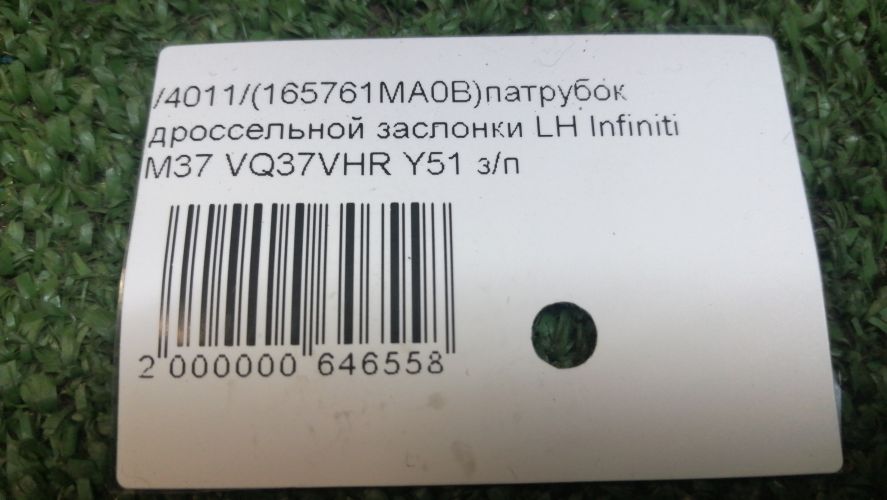 /4011/(165761MA0B)патрубок
дроссельной заслонки LH Infiniti
M37 VQ37VHR Y51 з/п
2 000000 646558